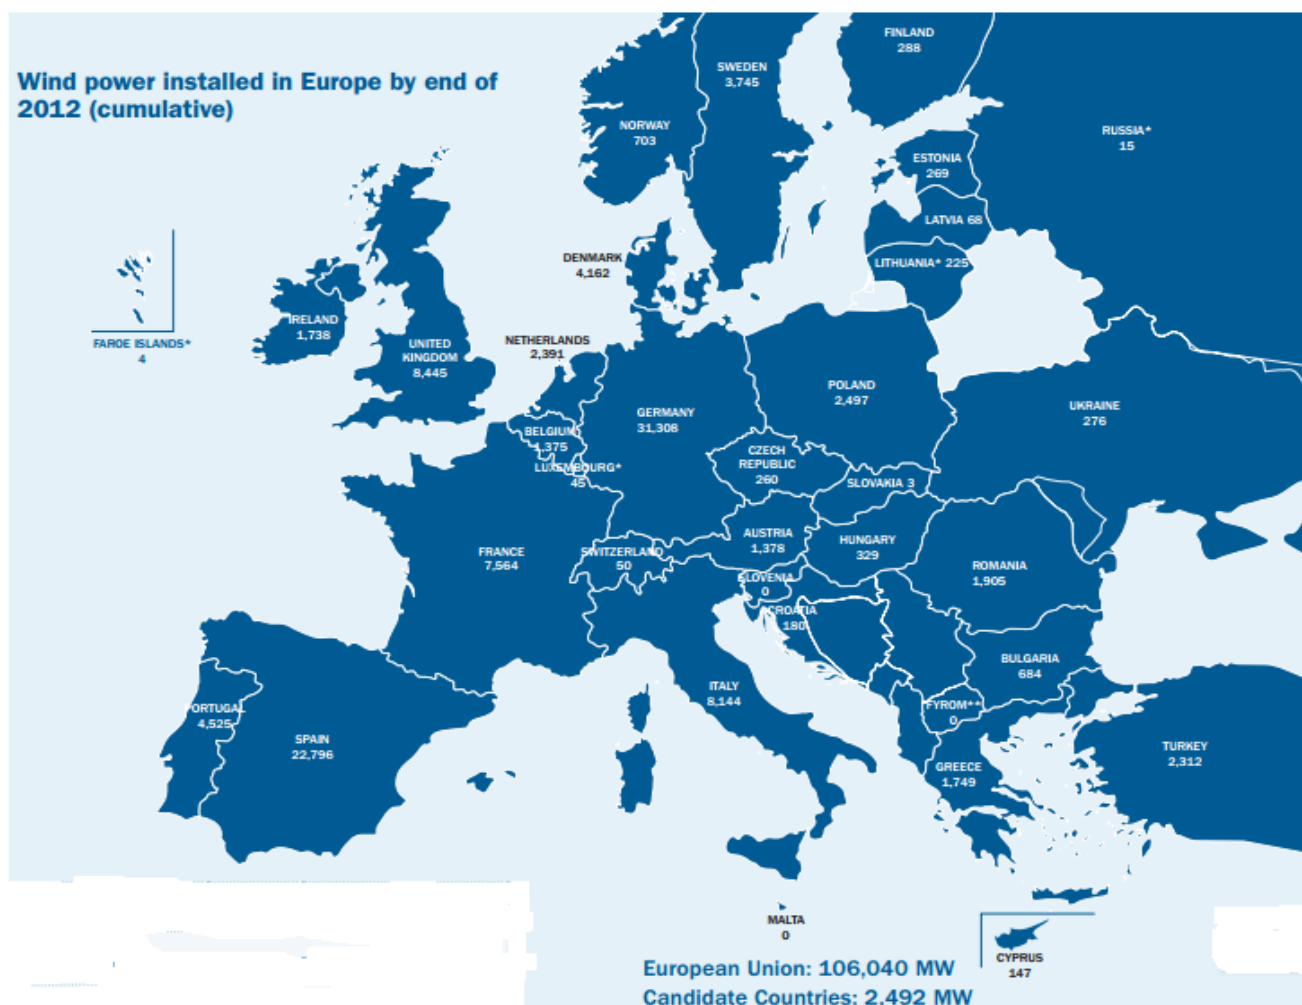 Wind power installed in Europe by end of
2012 (cumulative)
FINLAND
288
SWEDEN
3,745
NORWAY
703
RUSSIA*
15
ESTONIA
269
LATVIA 68
LITHUANIA* 225
DENMARK
4,162
FAROE ISLANDS*
4
IRELAND
1,738
UNITED
KINGDOM
8,445
NETHERLANDS
2,391
BELGIUM
1,375
LUXEMBOURG*
45
GERMANY
31,308
POLAND
2,497
UKRAINE
276
CZECH
REPUBLIC
260
SLOVAKIA 3
AUSTRIA
1,378
HUNGARY
329
FRANCE
7,564
SWITZERLAND
50
SLOVENIA
0
CROATIA
180
ROMANIA
1,905
BULGARIA
684
FYROM**
0
ITALY
8,144
PORTUGAL
4,525
SPAIN
22,796
GREECE
1,749
TURKEY
2,312
MALTA
0
CYPRUS
147
European Union: 106,040 MW
Candidate Countries: 2,492 MW